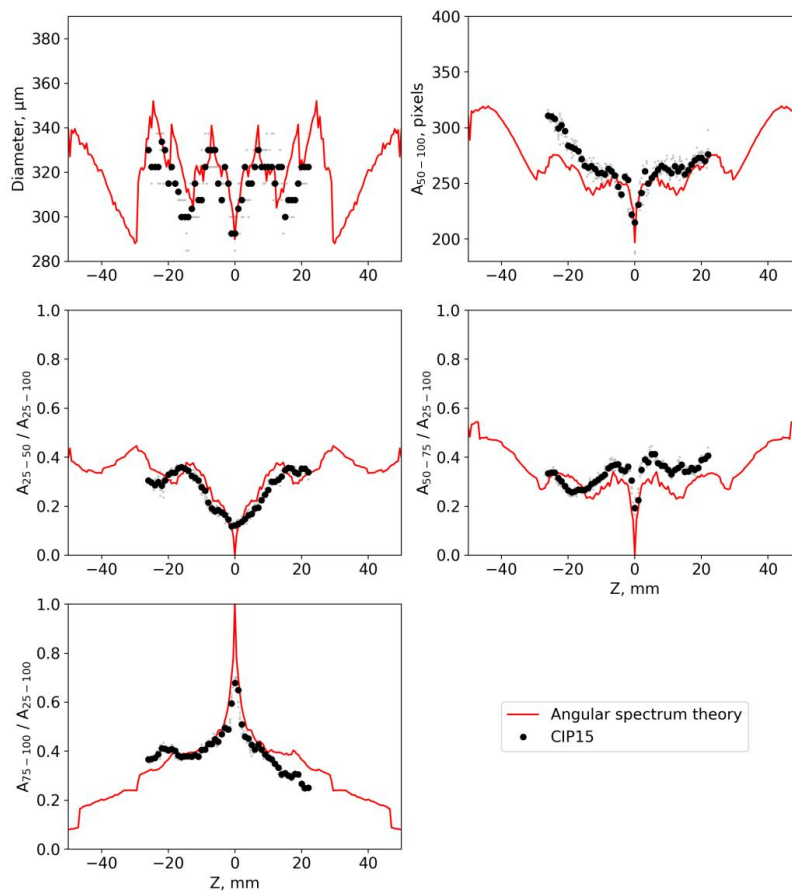 380
360
340
320
300
280
Diameter, μm
−40 −20 0 20 40
400
350
300
250
200
A50−100, pixels
−40 −20 0 20 40
1.0
0.8
0.6
0.4
0.2
0.0
A25−50 / A25−100
−40 −20 0 20 40
1.0
0.8
0.6
0.4
0.2
0.0
A50−75 / A25−100
−40 −20 0 20 40
Z, mm
1.0
0.8
0.6
0.4
0.2
0.0
A75−100 / A25−100
−40 −20 0 20 40
Z, mm
Angular spectrum theory
CIP15